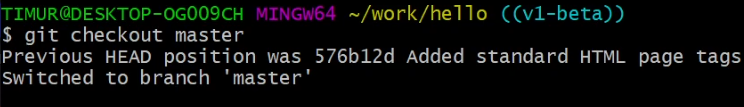 TIMUR@DESKTOP-OG009CH MINGW64 ~/work/hello ((v1-beta))
$ git checkout master
Previous HEAD position was 576b12d Added standard HTML page tags
Switched to branch 'master'